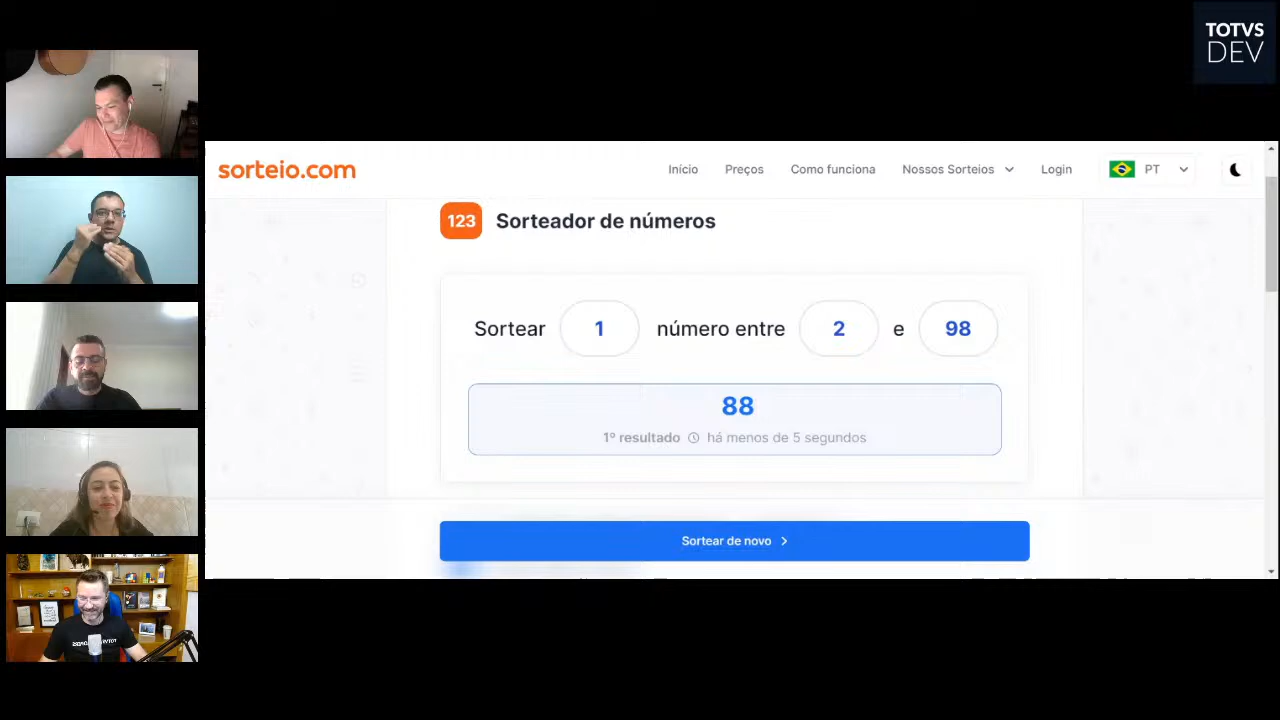 TOTVS
DEV
sorteio.com
Início
Preços
Como funciona
Nossos Sorteios
Login
PT
123
Sorteador de números
Sortear 1 número entre 2 e 98
88
1º resultado há menos de 5 segundos
Sortear de novo